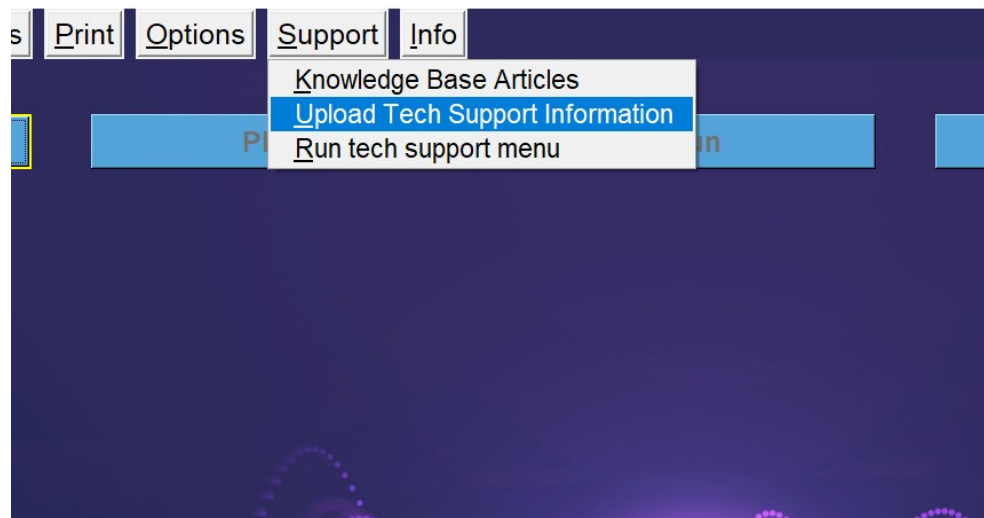 s Print Options Support Info
Knowledge Base Articles
Upload Tech Support Information
Run tech support menu